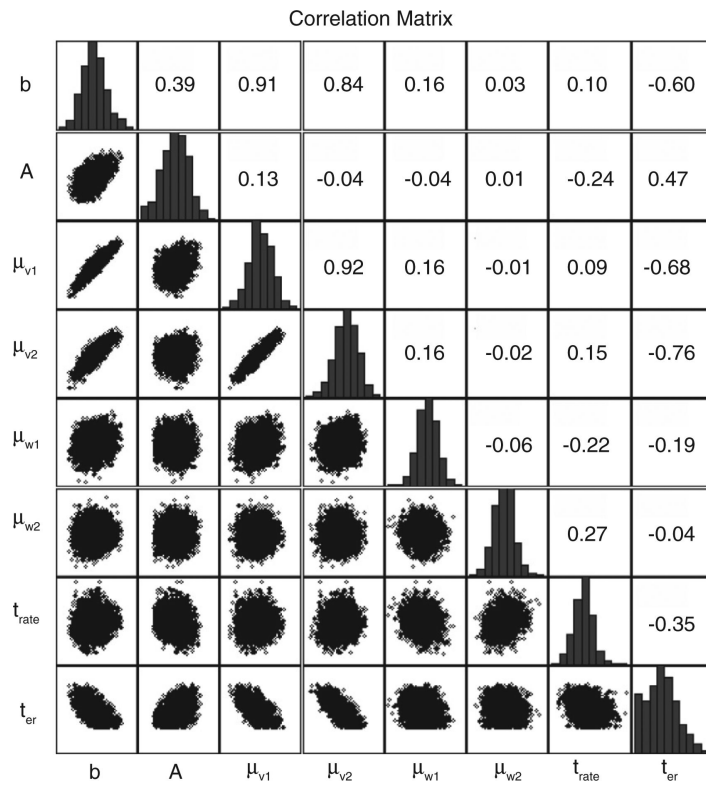 Correlation Matrix
b 0.39 0.91 0.84 0.16 0.03 0.10 -0.60
A 0.13 -0.04 -0.04 0.01 -0.24 0.47
μv1 0.92 0.16 -0.01 0.09 -0.68
μv2 0.16 -0.02 0.15 -0.76
μw1 -0.06 -0.22 -0.19
μw2 0.27 -0.04
trate -0.35
ter
b A μv1 μv2 μw1 μw2 trate ter